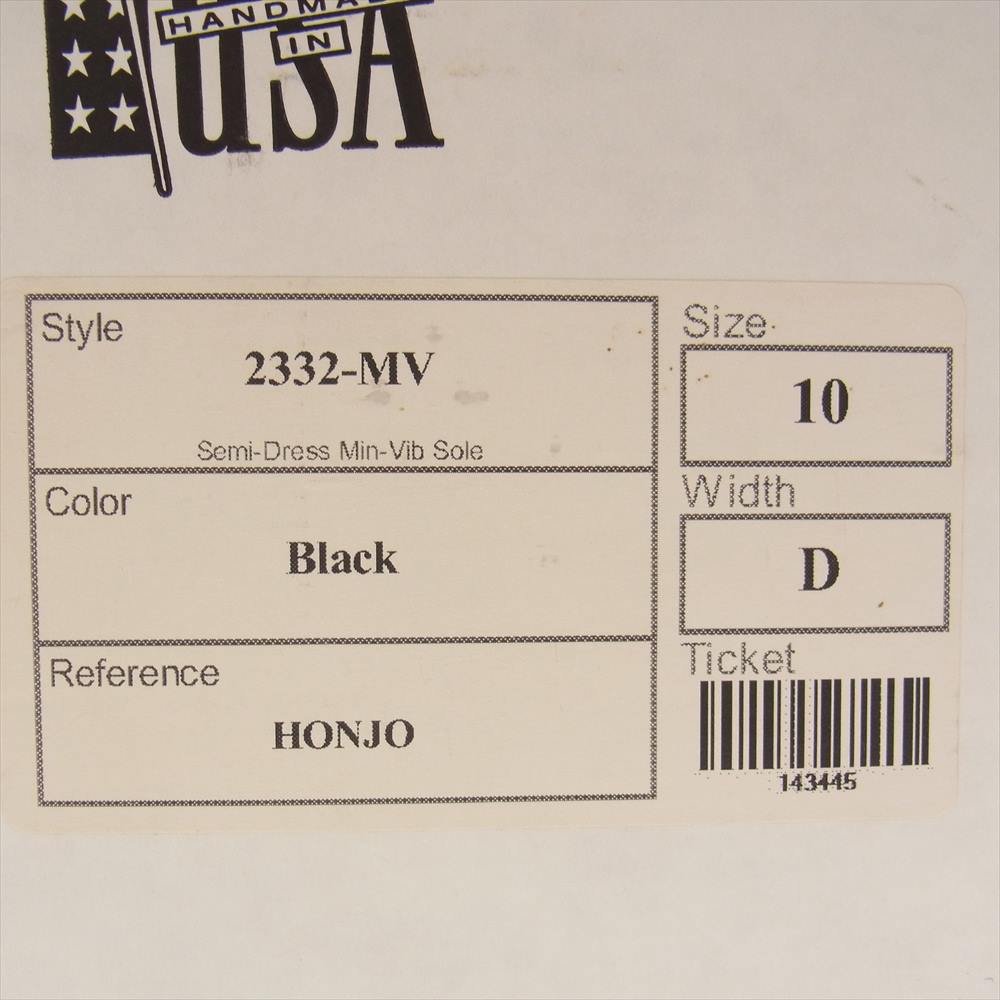 HANDMA
IN
USA
Style
2332-MV
Semi-Dress Min-Vib Sole
Color
Black
Reference
HONJO
Size
10
Width
D
Ticket
143445